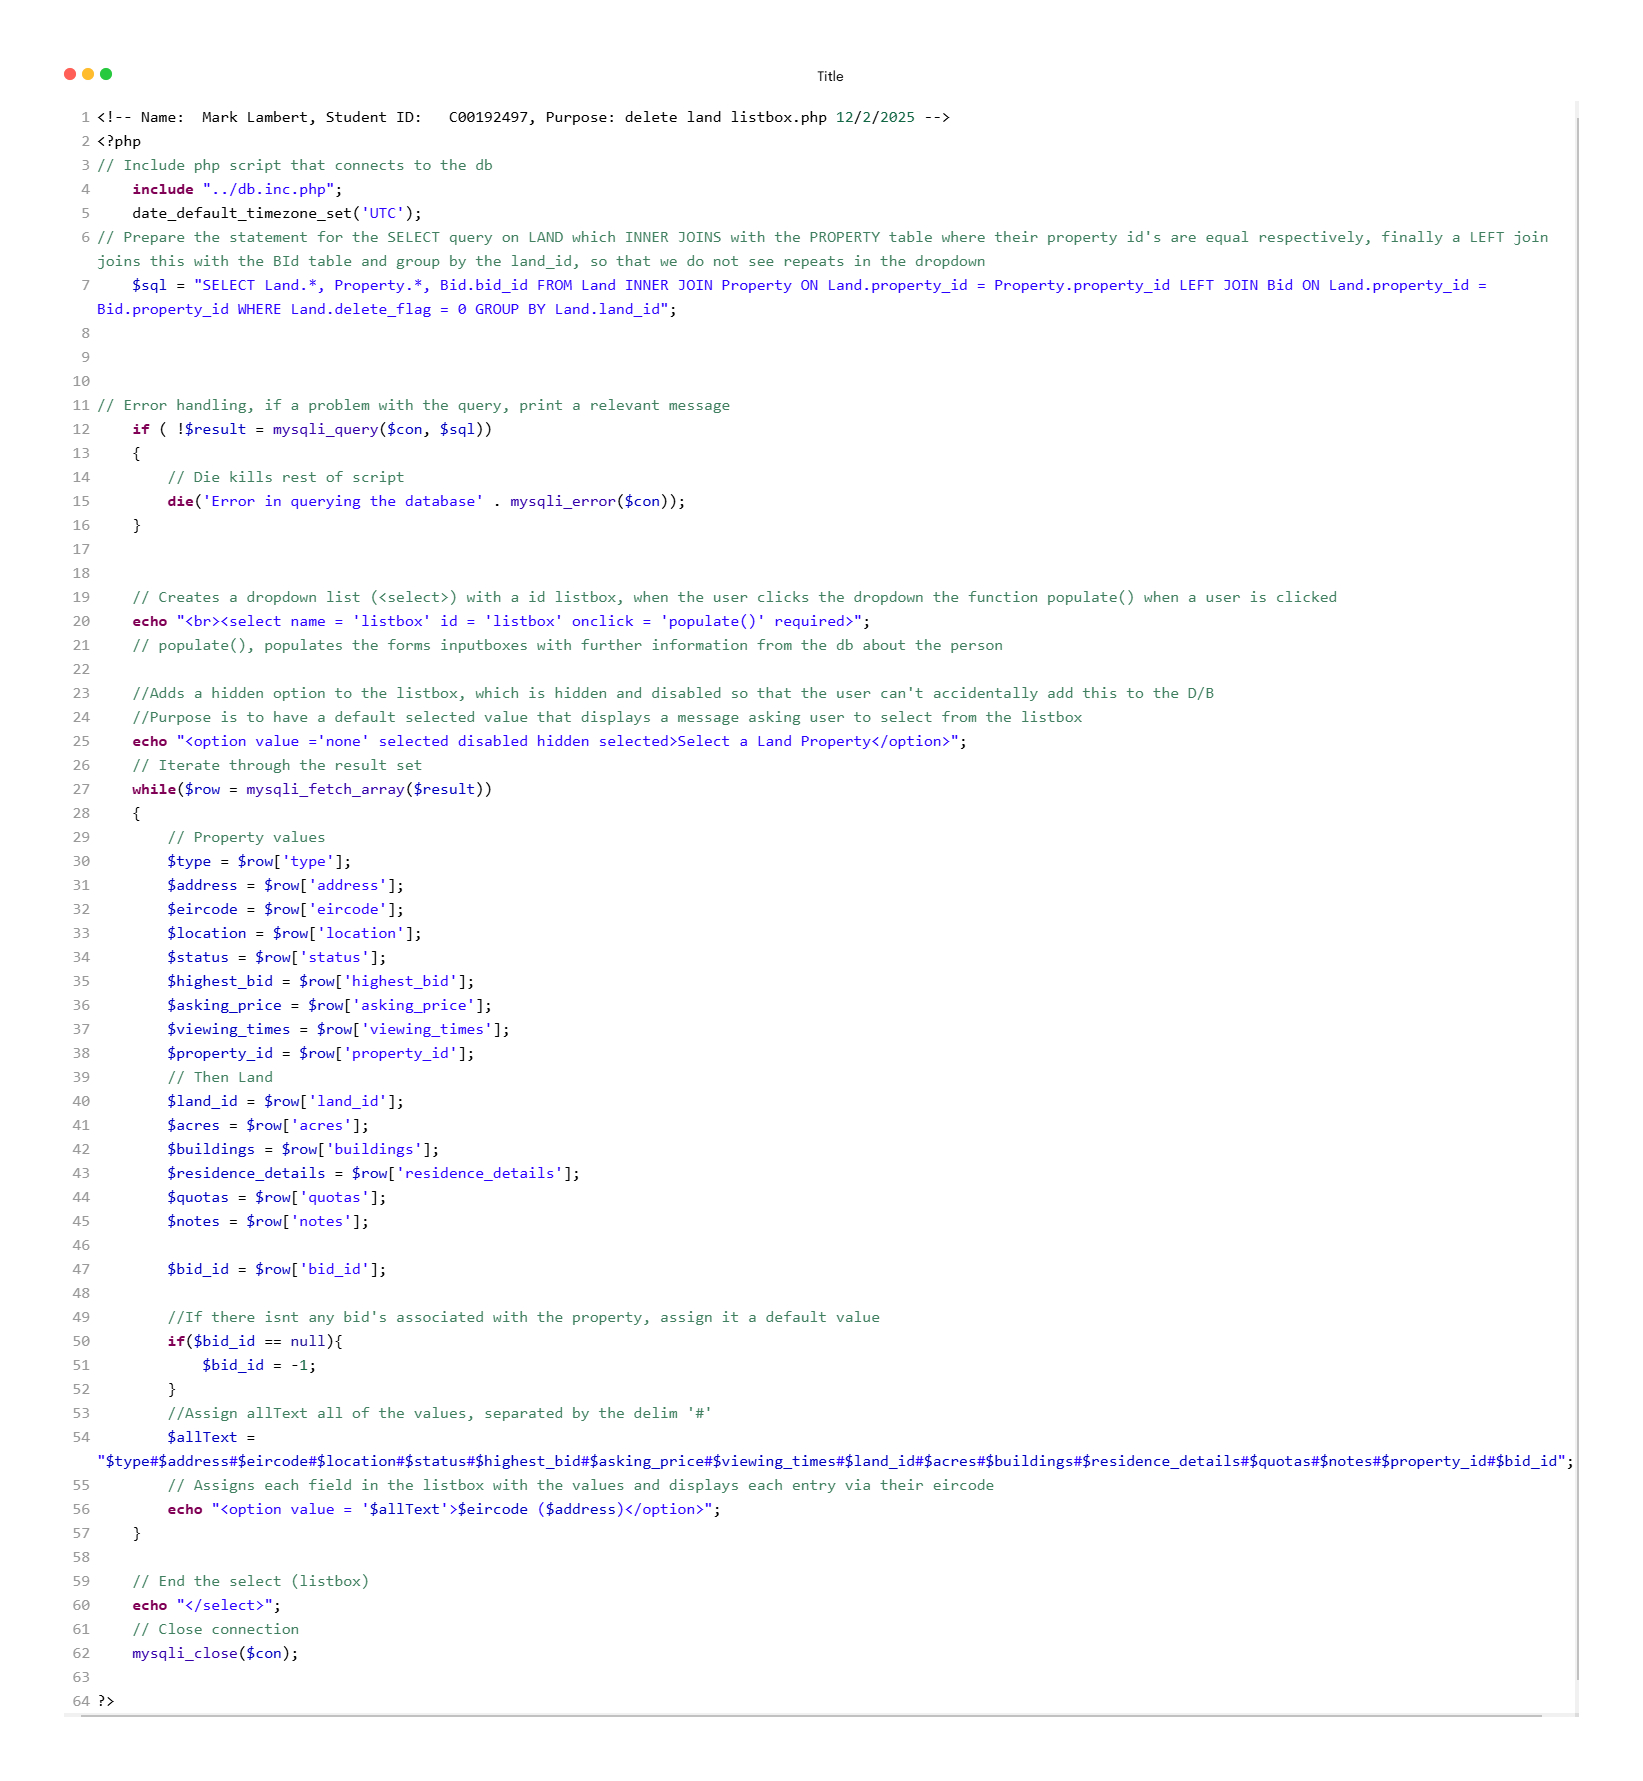 Title
1 <!-- Name:  Mark Lambert, Student ID:   C00192497, Purpose: delete land listbox.php 12/2/2025 -->
2 <?php
3 // Include php script that connects to the db
4     include "../db.inc.php";
5     date_default_timezone_set('UTC');
6 // Prepare the statement for the SELECT query on LAND which INNER JOINS with the PROPERTY table where their property id's are equal respectively, finally a LEFT join
joins this with the BId table and group by the land_id, so that we do not see repeats in the dropdown
7     $sql = "SELECT Land.*, Property.*, Bid.bid_id FROM Land INNER JOIN Property ON Land.property_id = Property.property_id LEFT JOIN Bid ON Land.property_id =
Bid.property_id WHERE Land.delete_flag = 0 GROUP BY Land.land_id";
8
9
10
11 // Error handling, if a problem with the query, print a relevant message
12     if ( !$result = mysqli_query($con, $sql))
13     {
14         // Die kills rest of script
15         die('Error in querying the database' . mysqli_error($con));
16     }
17
18
19     // Creates a dropdown list (<select>) with a id listbox, when the user clicks the dropdown the function populate() when a user is clicked
20     echo "<br><select name = 'listbox' id = 'listbox' onclick = 'populate()' required>";
21     // populate(), populates the forms inputboxes with further information from the db about the person
22
23     //Adds a hidden option to the listbox, which is hidden and disabled so that the user can't accidentally add this to the D/B
24     //Purpose is to have a default selected value that displays a message asking user to select from the listbox
25     echo "<option value ='none' selected disabled hidden selected>Select a Land Property</option>";
26     // Iterate through the result set
27     while($row = mysqli_fetch_array($result))
28     {
29         // Property values
30         $type = $row['type'];
31         $address = $row['address'];
32         $eircode = $row['eircode'];
33         $location = $row['location'];
34         $status = $row['status'];
35         $highest_bid = $row['highest_bid'];
36         $asking_price = $row['asking_price'];
37         $viewing_times = $row['viewing_times'];
38         $property_id = $row['property_id'];
39         // Then Land
40         $land_id = $row['land_id'];
41         $acres = $row['acres'];
42         $buildings = $row['buildings'];
43         $residence_details = $row['residence_details'];
44         $quotas = $row['quotas'];
45         $notes = $row['notes'];
46
47         $bid_id = $row['bid_id'];
48
49         //If there isnt any bid's associated with the property, assign it a default value
50         if($bid_id == null){
51             $bid_id = -1;
52         }
53         //Assign allText all of the values, separated by the delim '#'
54         $allText =
"$type#$address#$eircode#$location#$status#$highest_bid#$asking_price#$viewing_times#$land_id#$acres#$buildings#$residence_details#$quotas#$notes#$property_id#$bid_id";
55         // Assigns each field in the listbox with the values and displays each entry via their eircode
56         echo "<option value = '$allText'>$eircode ($address)</option>";
57     }
58
59     // End the select (listbox)
60     echo "</select>";
61     // Close connection
62     mysqli_close($con);
63
64 ?>